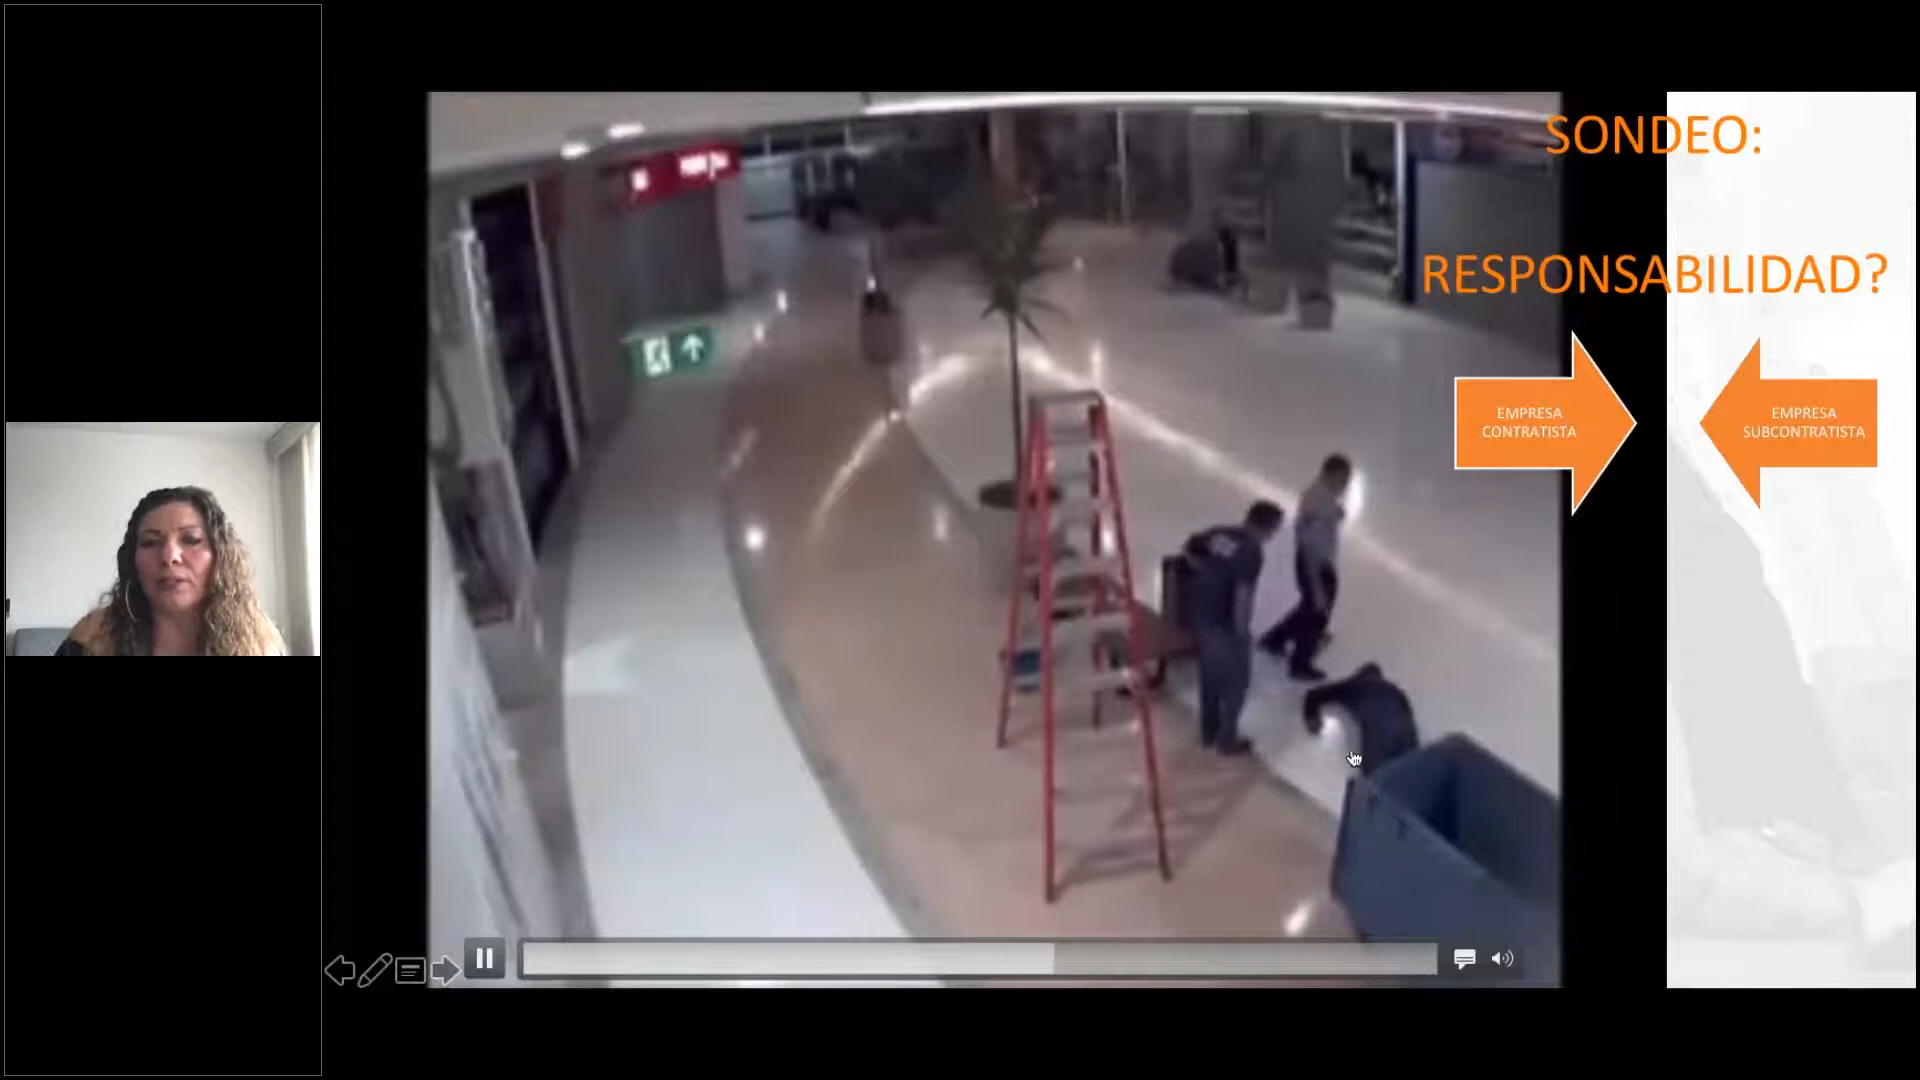 SONDEO:
RESPONSABILIDAD?
EMPRESA
CONTRATISTA
EMPRESA
SUBCONTRATISTA